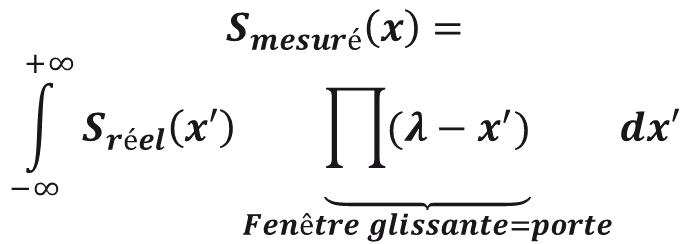 S_mesuré(x) =
+∞
∫ S_réel(x′) ∏(λ − x′) dx′
−∞
Fenêtre glissante=porte